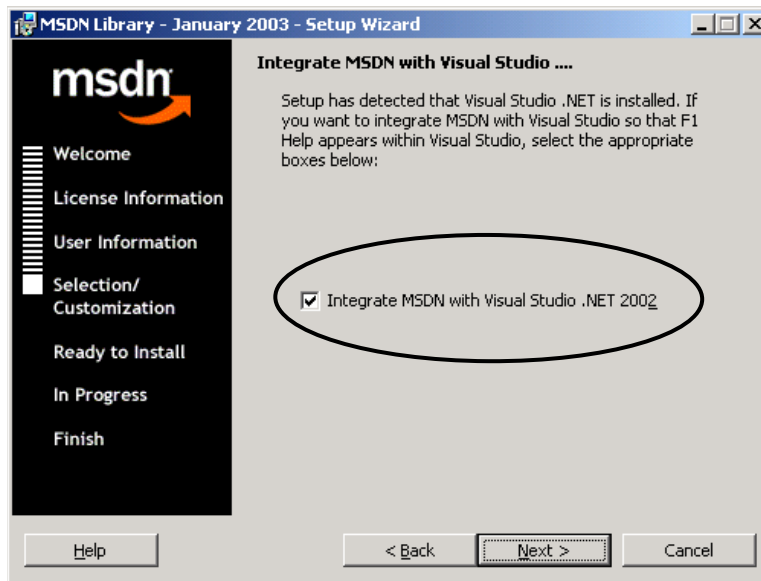 MSDN Library - January 2003 - Setup Wizard
msdn
Welcome
License Information
User Information
Selection/
Customization
Ready to Install
In Progress
Finish
Integrate MSDN with Visual Studio ....
Setup has detected that Visual Studio .NET is installed. If
you want to integrate MSDN with Visual Studio so that F1
Help appears within Visual Studio, select the appropriate
boxes below:
Integrate MSDN with Visual Studio .NET 2002
Help
< Back
Next >
Cancel